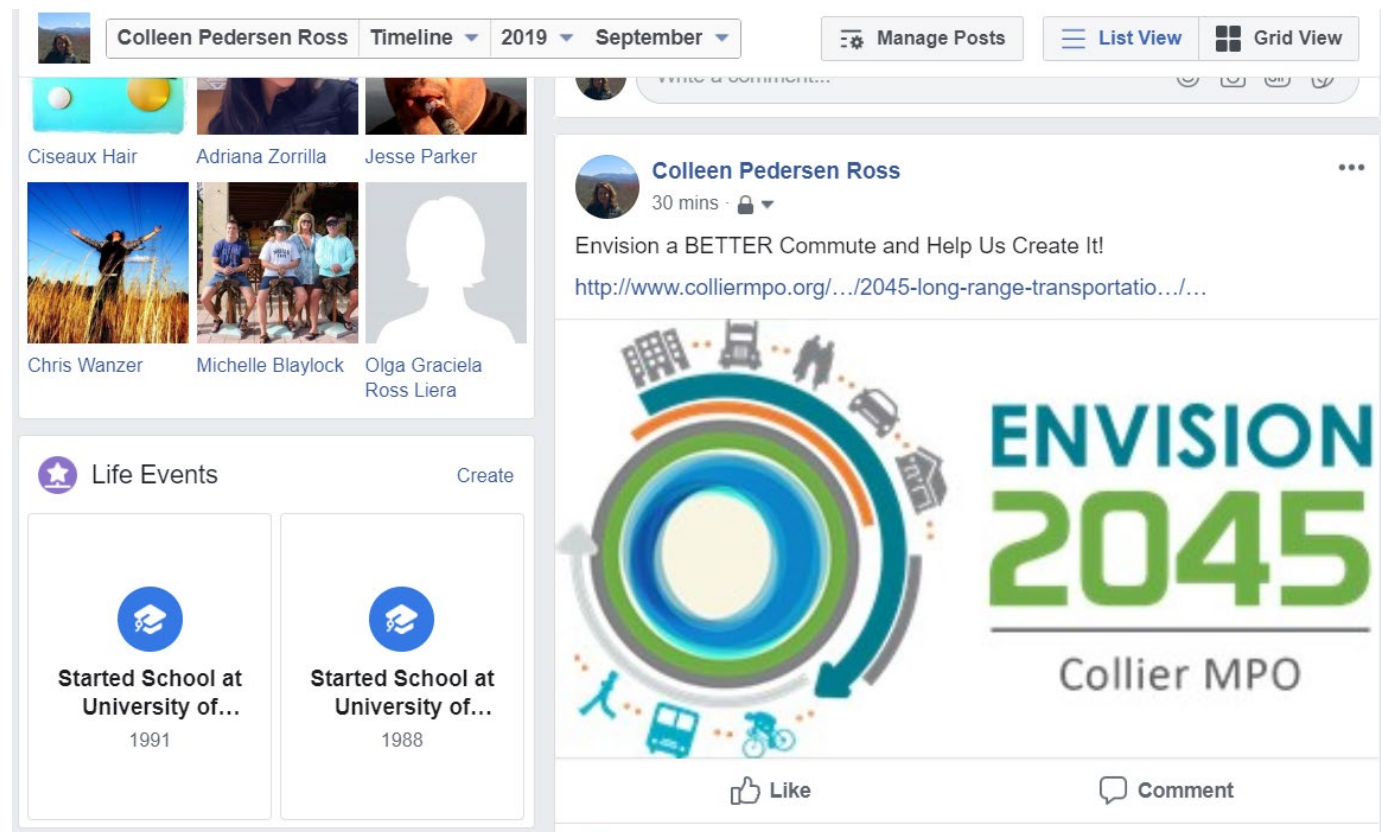 Colleen Pedersen Ross Timeline 2019 September Manage Posts List View Grid View
Write a comment...
Ciseaux Hair Adriana Zorrilla Jesse Parker
Chris Wanzer Michelle Blaylock Olga Graciela
Ross Liera
Life Events Create
Started School at
University of...
1991
Started School at
University of...
1988
Colleen Pedersen Ross
30 mins ·
Envision a BETTER Commute and Help Us Create It!
http://www.colliermpo.org/.../2045-long-range-transportatio.../...
ENVISION
2045
Collier MPO
Like Comment